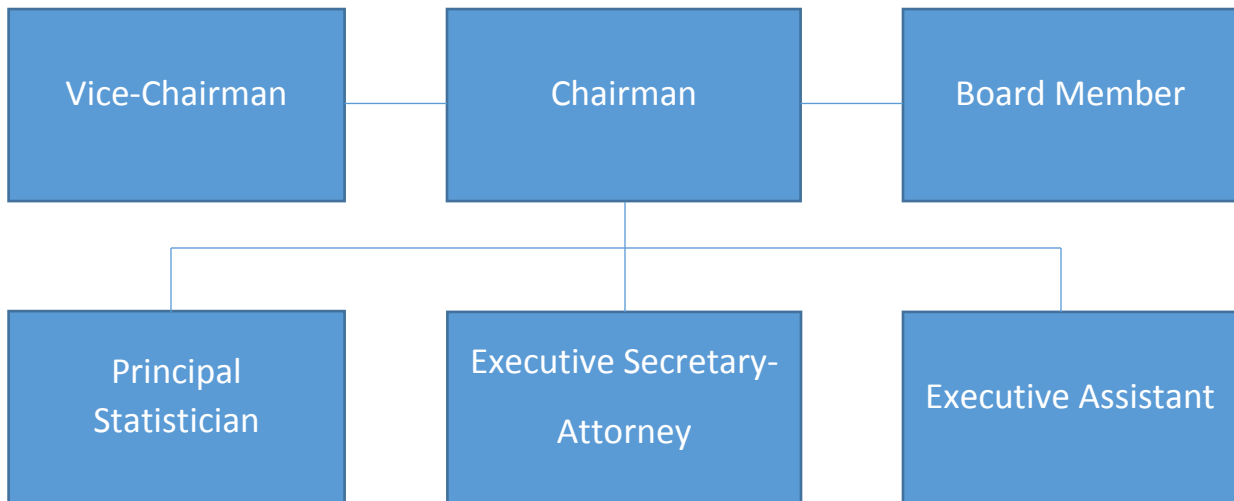 Vice-Chairman
Chairman
Board Member
Principal
Statistician
Executive Secretary-
Attorney
Executive Assistant